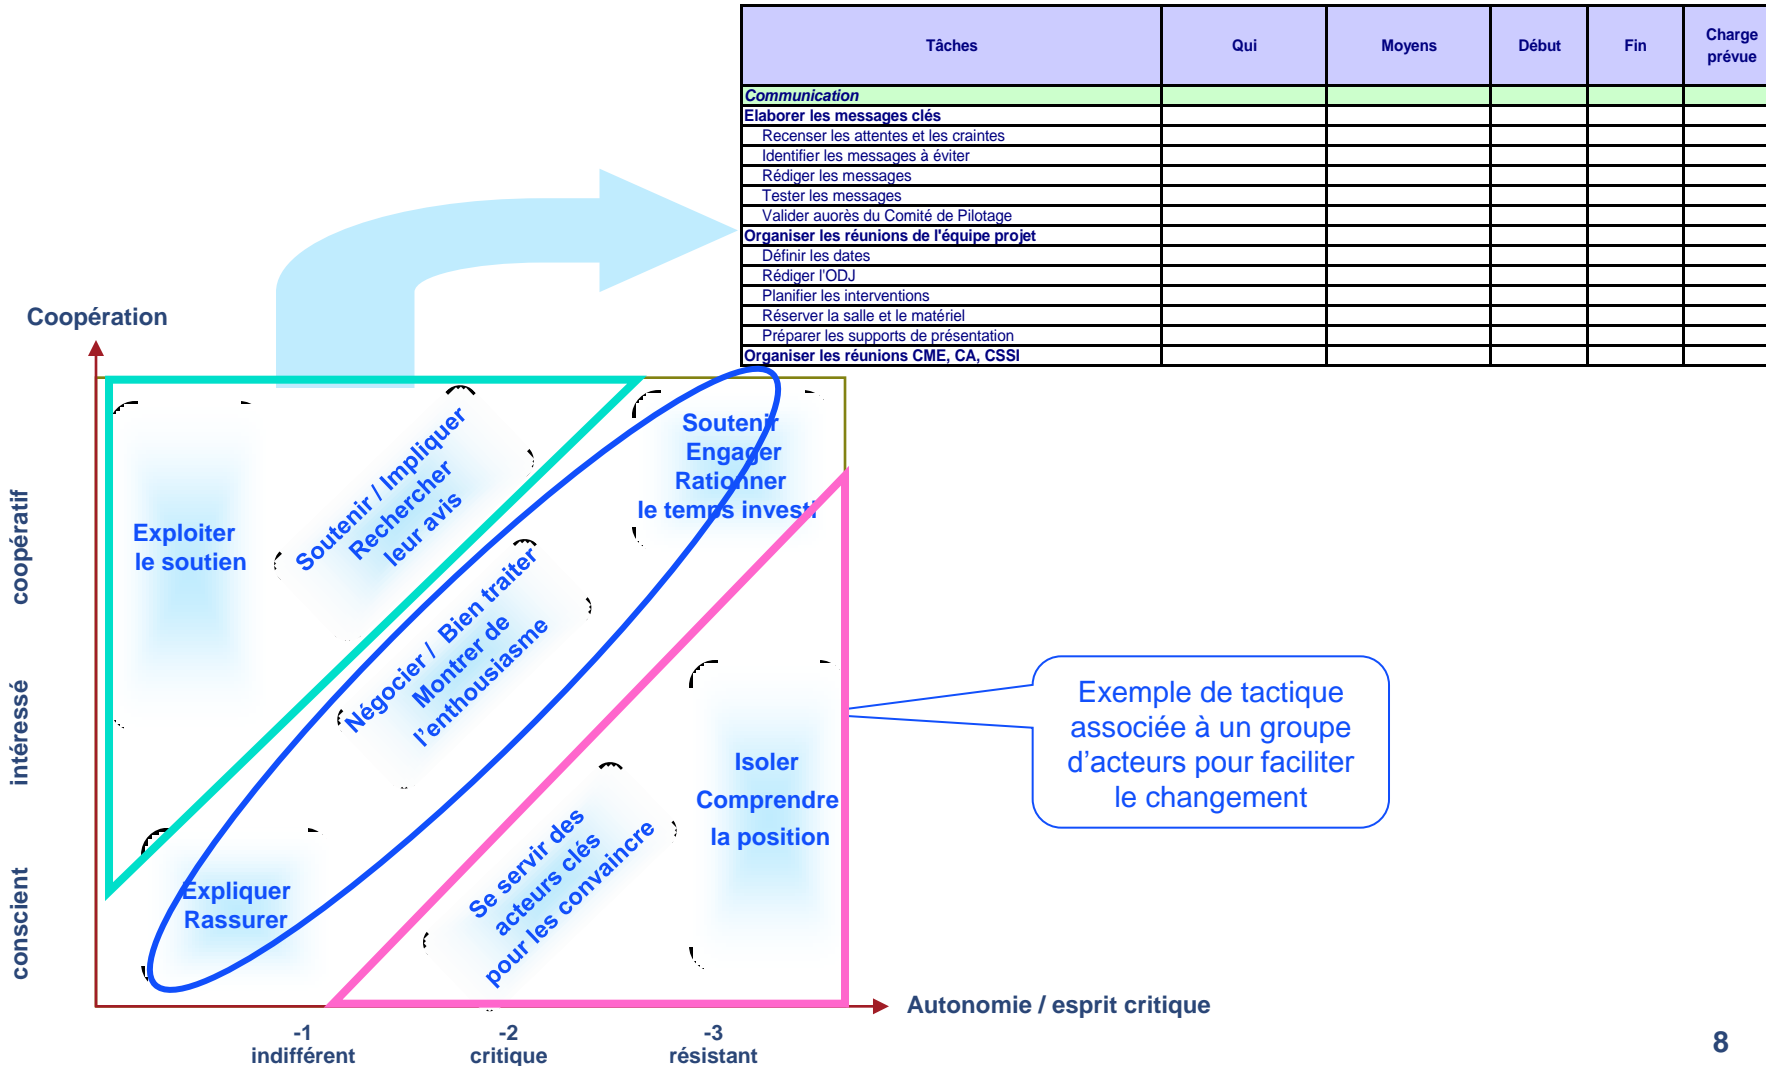 Tâches Qui Moyens Début Fin Charge prévue
Communication
Elaborer les messages clés
Recenser les attentes et les craintes
Identifier les messages à éviter
Rédiger les messages
Tester les messages
Valider auorès du Comité de Pilotage
Organiser les réunions de l'équipe projet
Définir les dates
Rédiger l'ODJ
Planifier les interventions
Réserver la salle et le matériel
Préparer les supports de présentation
Organiser les réunions CME, CA, CSSI
Coopération
coopératif
intéressé
conscient
Exploiter
le soutien
Soutenir / Impliquer
Rechercher
leur avis
Soutenir
Engager
Rationner
le temps investi
Négocier / Bien traiter
Montrer de
l'enthousiasme
Expliquer
Rassurer
Se servir des
acteurs clés
pour les convaincre
Isoler
Comprendre
la position
Exemple de tactique
associée à un groupe
d'acteurs pour faciliter
le changement
Autonomie / esprit critique
-1
indifférent
-2
critique
-3
résistant
8